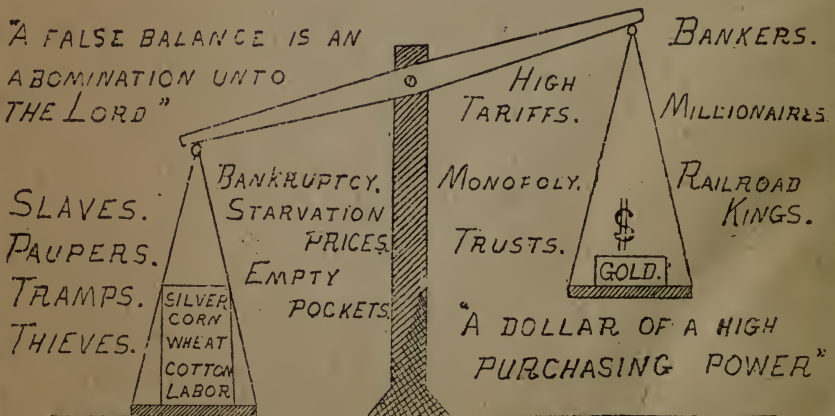 "A FALSE BALANCE IS AN
ABOMINATION UNTO
THE LORD"
SLAVES.
PAUPERS.
TRAMPS.
THIEVES.
BANKRUPTCY.
STARVATION
PRICES.
EMPTY
POCKETS.
SILVER
CORN
WHEAT
COTTON
LABOR
HIGH
TARIFFS.
MONOPOLY.
TRUSTS.
BANKERS.
MILLIONAIRES.
RAILROAD
KINGS.
$
GOLD.
"A DOLLAR OF A HIGH
PURCHASING POWER"